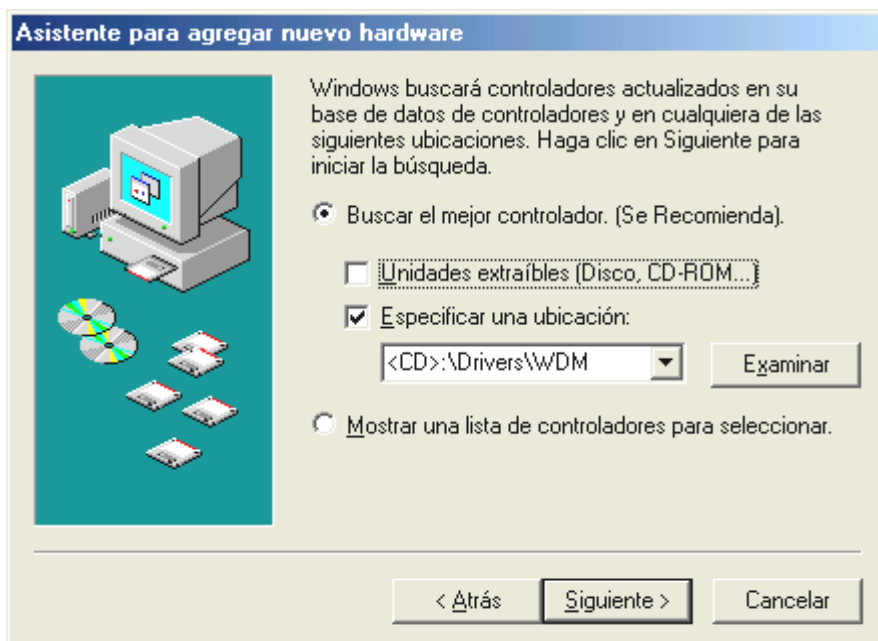 Asistente para agregar nuevo hardware
Windows buscará controladores actualizados en su
base de datos de controladores y en cualquiera de las
siguientes ubicaciones. Haga clic en Siguiente para
iniciar la búsqueda.
Buscar el mejor controlador. (Se Recomienda).
Unidades extraíbles (Disco, CD-ROM...)
Especificar una ubicación:
<CD>:\Drivers\WDM
Examinar
Mostrar una lista de controladores para seleccionar.
< Atrás
Siguiente >
Cancelar